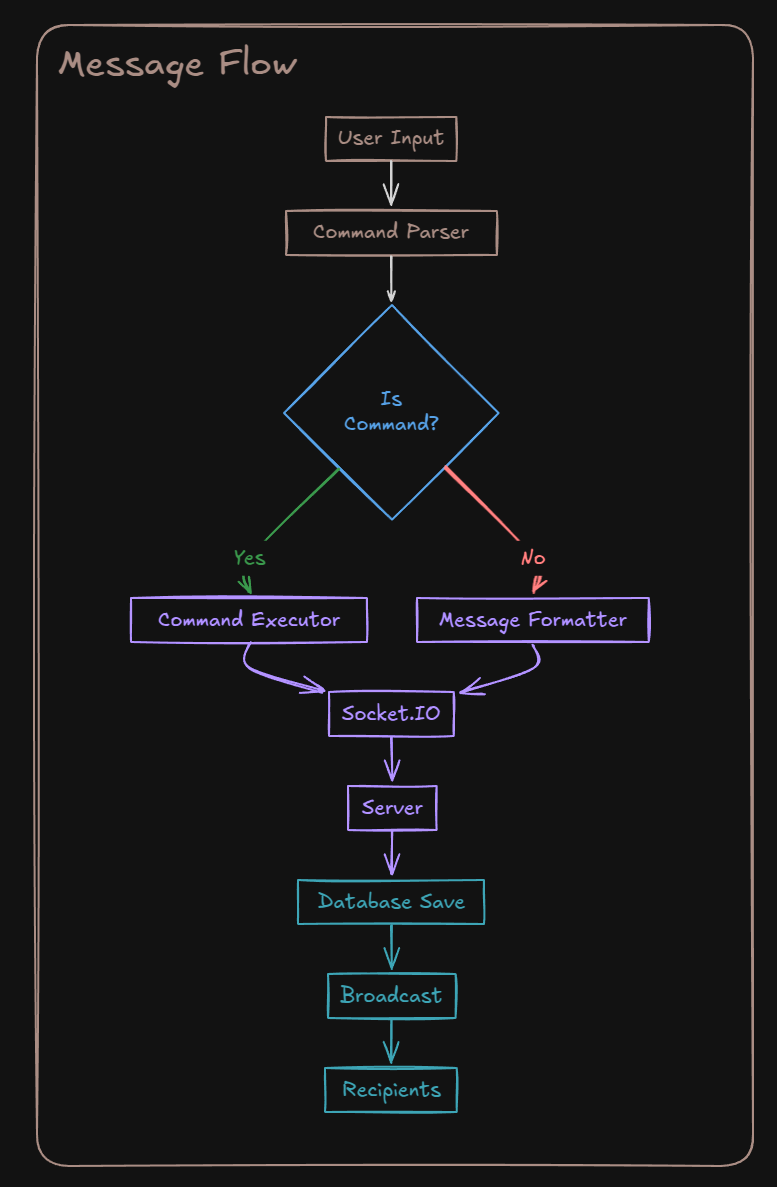 Message Flow
User Input
Command Parser
Is
Command?
Yes
No
Command Executor
Message Formatter
Socket.IO
Server
Database Save
Broadcast
Recipients